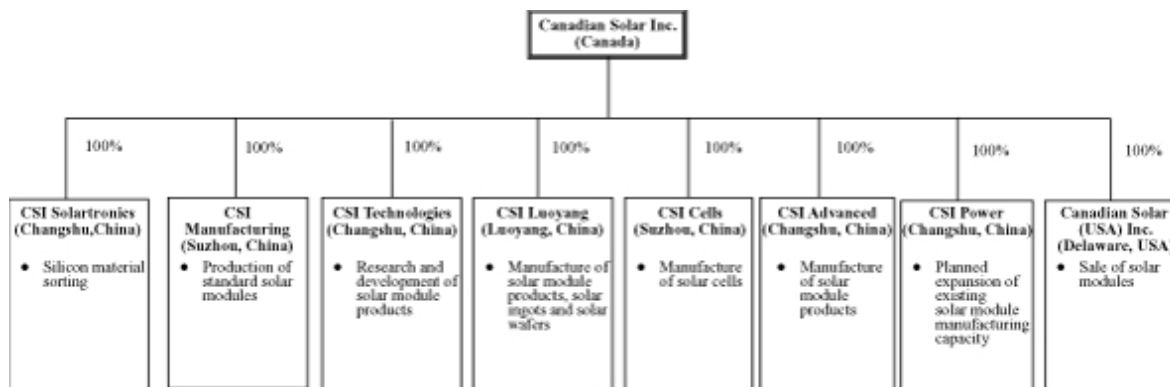 Canadian Solar Inc.
(Canada)
100%
100%
100%
100%
100%
100%
100%
100%
CSI Solartronics
(Changshu,China)
● Silicon material
sorting
CSI
Manufacturing
(Suzhou, China)
● Production of
standard solar
modules
CSI Technologies
(Changshu, China)
● Research and
development of
solar module
products
CSI Luoyang
(Luoyang, China)
● Manufacture of
solar module
products, solar
ingots and solar
wafers
CSI Cells
(Suzhou, China)
● Manufacture
of solar cells
CSI Advanced
(Changshu, China)
● Manufacture
of solar
module
products
CSI Power
(Changshu, China)
● Planned
expansion of
existing
solar module
manufacturing
capacity
Canadian Solar
(USA) Inc.
(Delaware, USA)
● Sale of solar
modules